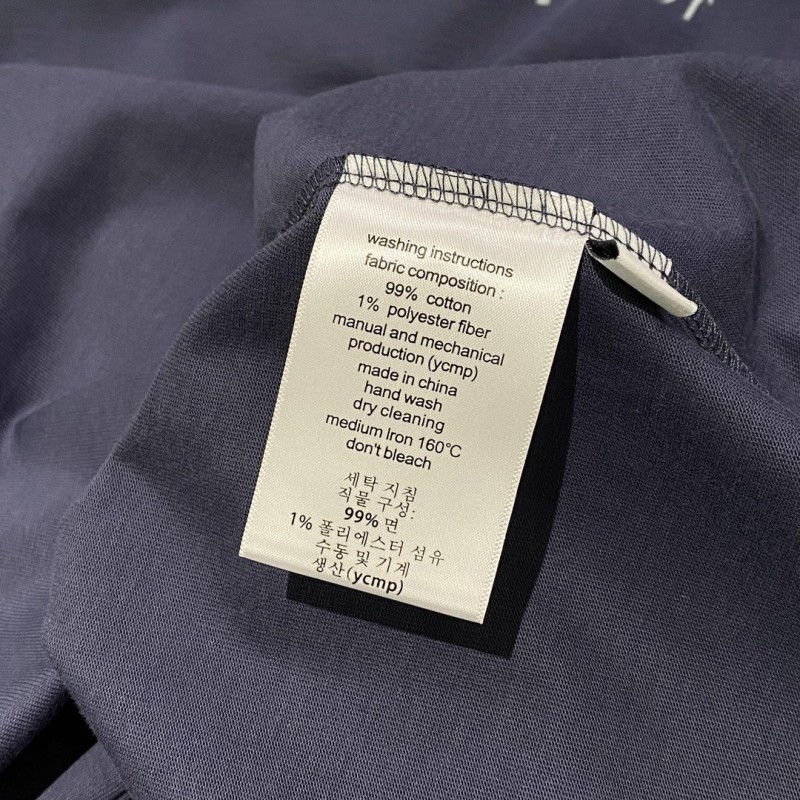 washing instructions
fabric composition :
99% cotton
1% polyester fiber
manual and mechanical
production (ycmp)
made in china
hand wash
dry cleaning
medium lron 160°C
don't bleach
세탁 지침
직물 구성:
99% 면
1% 폴리에스터 섬유
수동 및 기계
생산(ycmp)